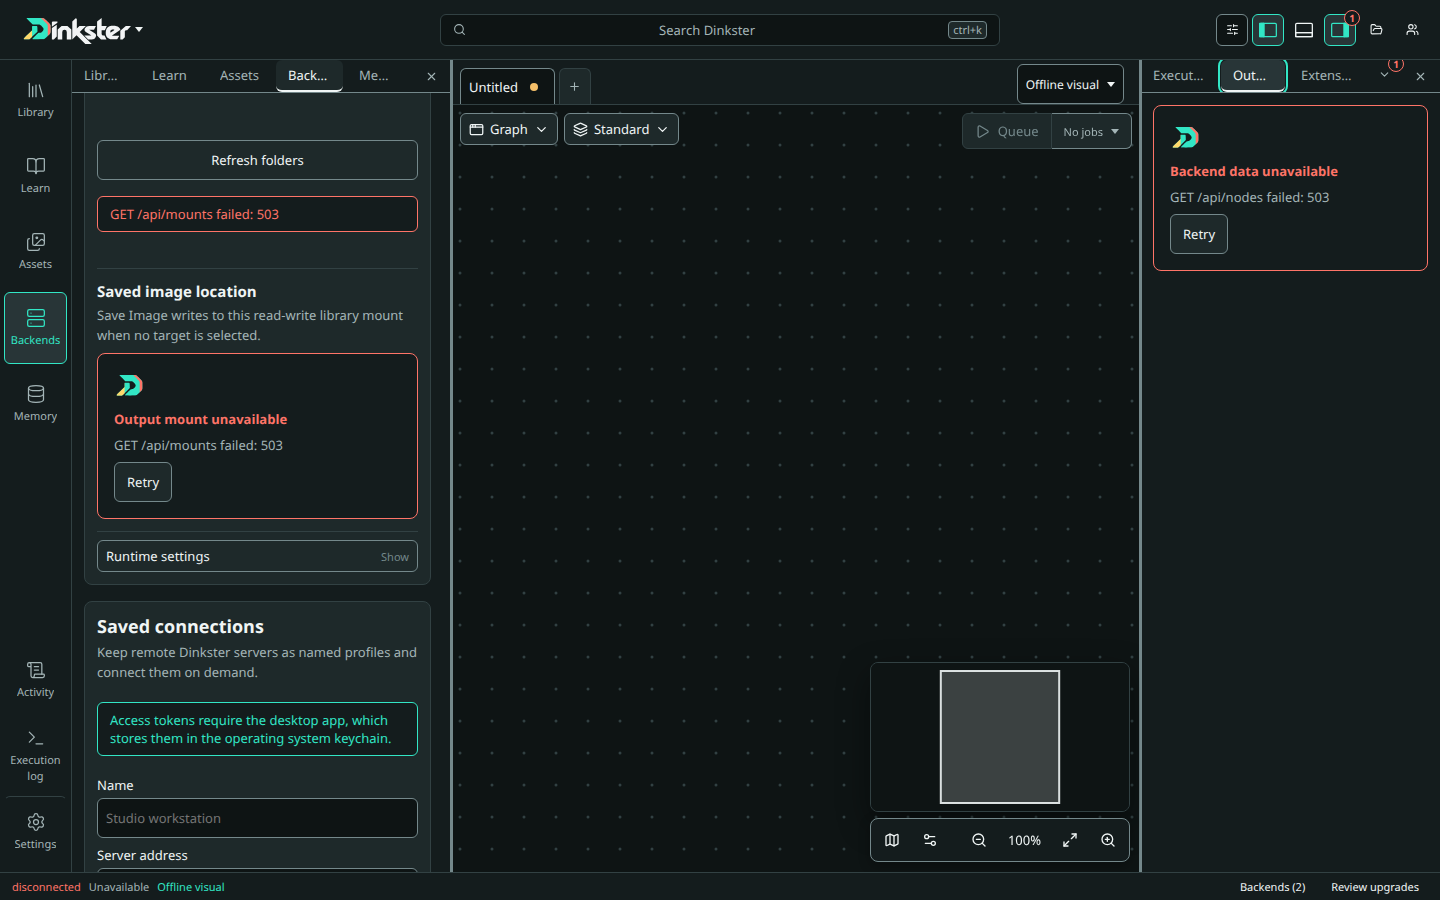 Dinkster
Search Dinkster
ctrl+k
1
Library
Learn
Assets
Backends
Memory
Activity
Execution
log
Settings
Libr...
Learn
Assets
Back...
Me...
Refresh folders
GET /api/mounts failed: 503
Saved image location
Save Image writes to this read-write library mount
when no target is selected.
Output mount unavailable
GET /api/mounts failed: 503
Retry
Runtime settings
Show
Saved connections
Keep remote Dinkster servers as named profiles and
connect them on demand.
Access tokens require the desktop app, which
stores them in the operating system keychain.
Name
Studio workstation
Server address
Untitled
Offline visual
Graph
Standard
Queue
No jobs
100%
Execut...
Out...
Extens...
1
Backend data unavailable
GET /api/nodes failed: 503
Retry
disconnected
Unavailable
Offline visual
Backends (2)
Review upgrades